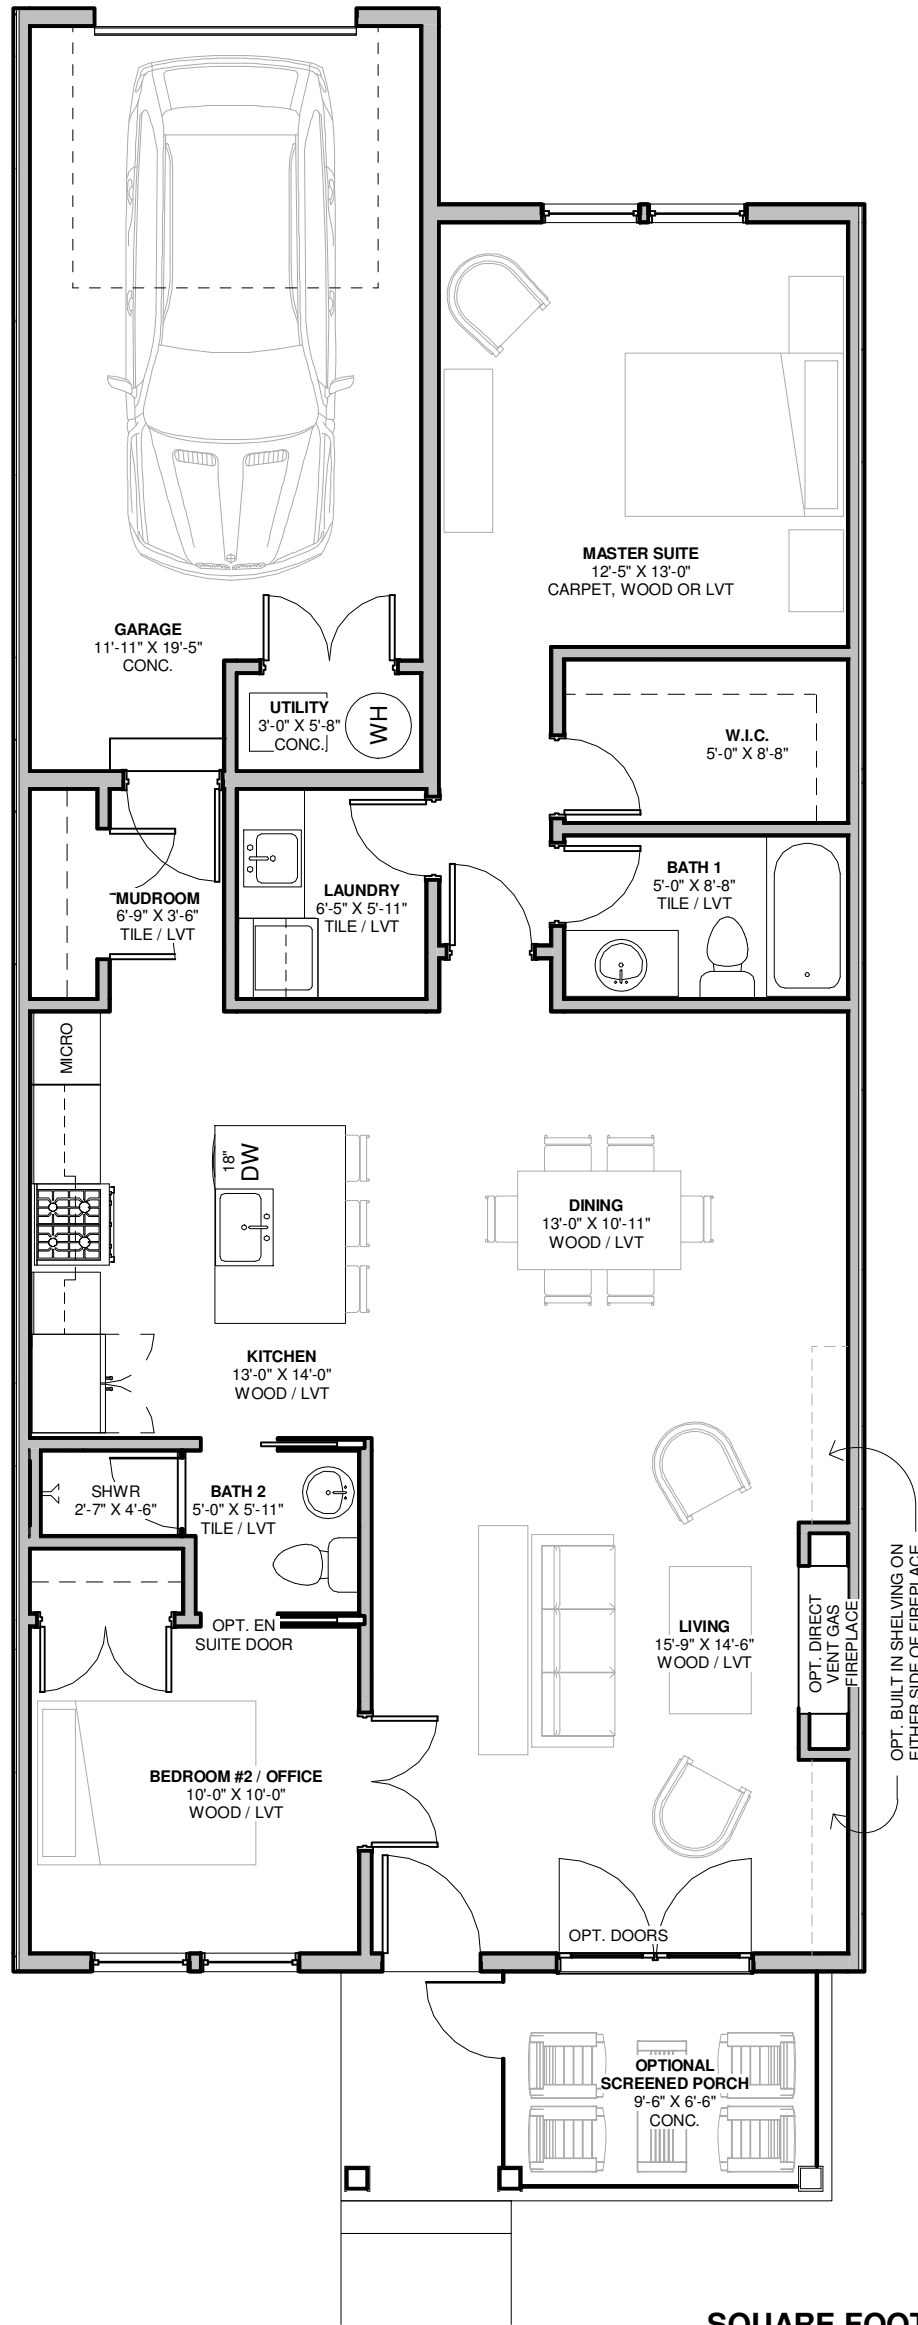 MASTER SUITE
12'-5" X 13'-0"
CARPET, WOOD OR LVT
GARAGE
11'-11" X 19'-5"
CONC.
UTILITY
3'-0" X 5'-8"
CONC.
WH
W.I.C.
5'-0" X 8'-8"
MUDROOM
6'-9" X 3'-6"
TILE / LVT
LAUNDRY
6'-5" X 5'-11"
TILE / LVT
BATH 1
5'-0" X 8'-8"
TILE / LVT
MICRO
18"
DW
DINING
13'-0" X 10'-11"
WOOD / LVT
KITCHEN
13'-0" X 14'-0"
WOOD / LVT
SHWR
2'-7" X 4'-6"
BATH 2
5'-0" X 5'-11"
TILE / LVT
OPT. EN
SUITE DOOR
LIVING
15'-9" X 14'-6"
WOOD / LVT
OPT. DIRECT
VENT GAS
FIREPLACE
OPT. BUILT IN SHELVING ON
EITHER SIDE OF FIREPLACE
BEDROOM #2 / OFFICE
10'-0" X 10'-0"
WOOD / LVT
OPT. DOORS
OPTIONAL
SCREENED PORCH
9'-6" X 6'-6"
CONC.
SQUARE FOOT